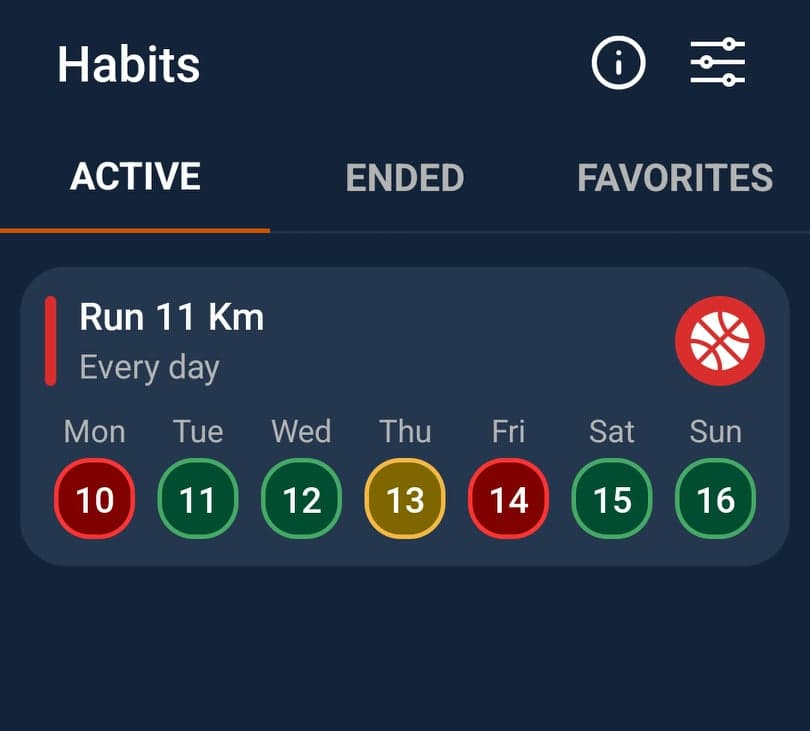 Habits
ACTIVE ENDED FAVORITES
Run 11 Km
Every day
Mon Tue Wed Thu Fri Sat Sun
10 11 12 13 14 15 16